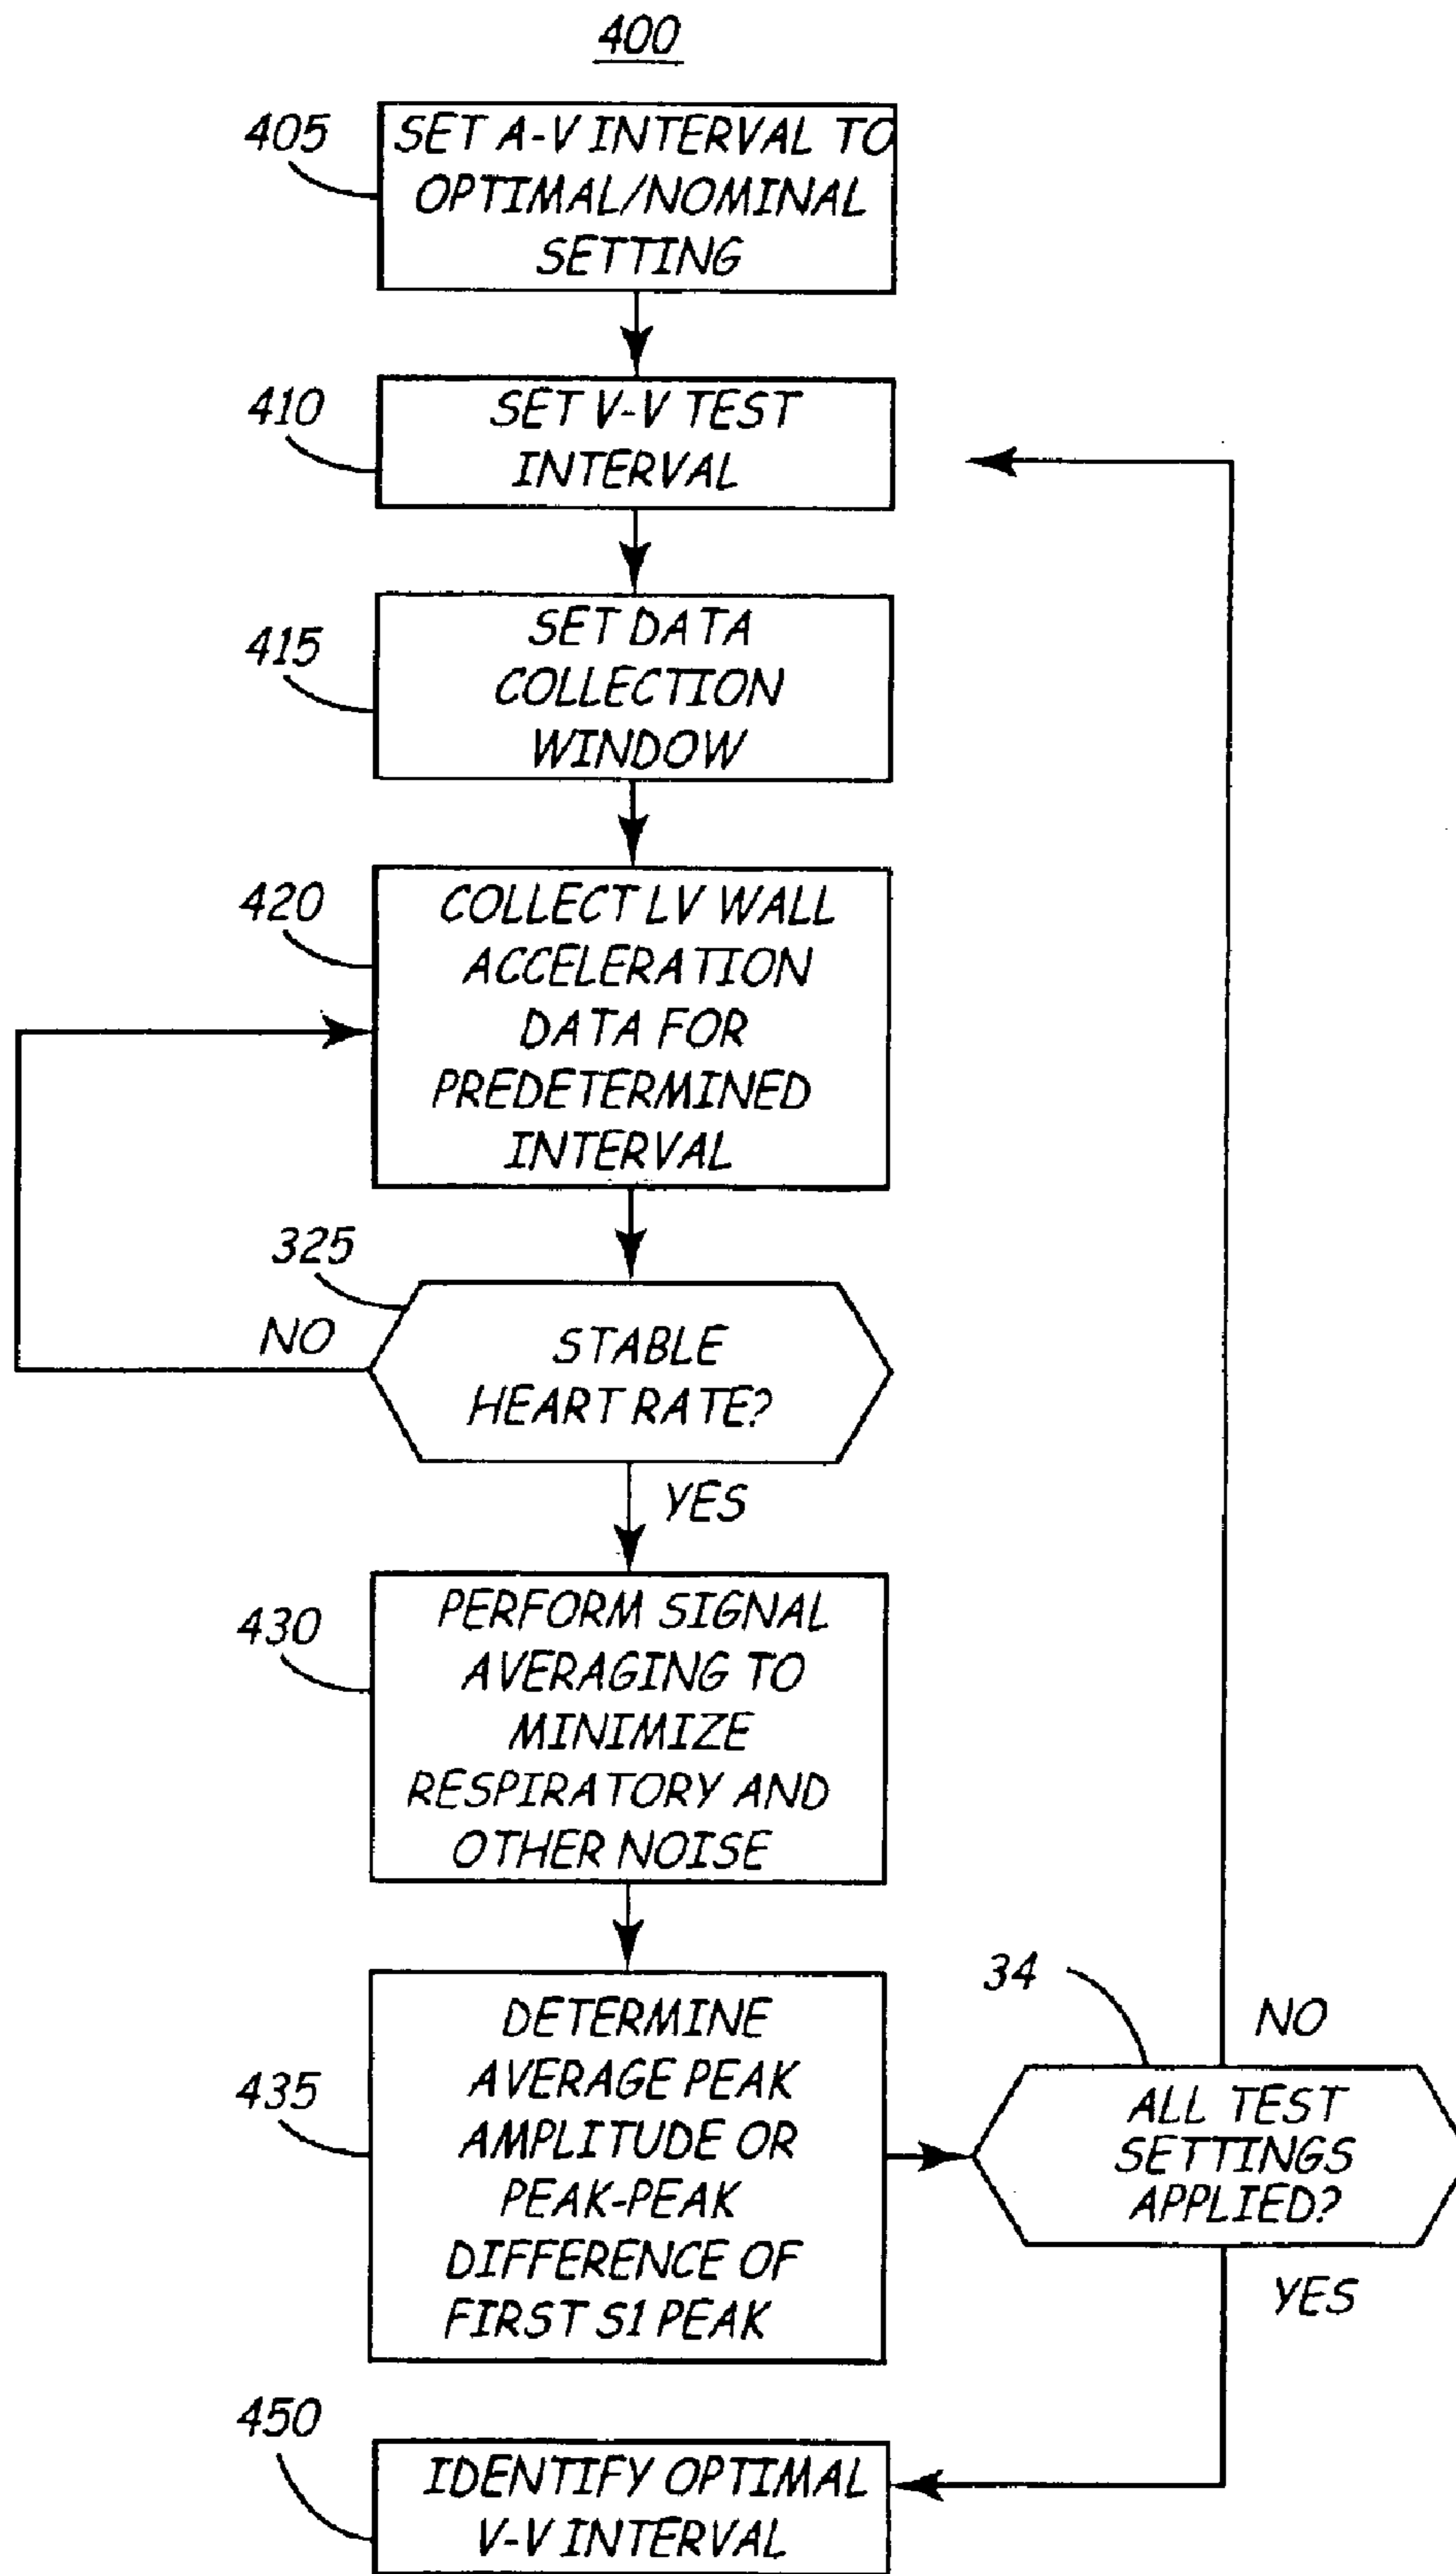 400
405
SET A-V INTERVAL TO
OPTIMAL/NOMINAL
SETTING
410
SET V-V TEST
INTERVAL
415
SET DATA
COLLECTION
WINDOW
420
COLLECT LV WALL
ACCELERATION
DATA FOR
PREDETERMINED
INTERVAL
325
NO
STABLE
HEART RATE?
YES
430
PERFORM SIGNAL
AVERAGING TO
MINIMIZE
RESPIRATORY AND
OTHER NOISE
435
DETERMINE
AVERAGE PEAK
AMPLITUDE OR
PEAK-PEAK
DIFFERENCE OF
FIRST S1 PEAK
34
NO
ALL TEST
SETTINGS
APPLIED?
YES
450
IDENTIFY OPTIMAL
V-V INTERVAL